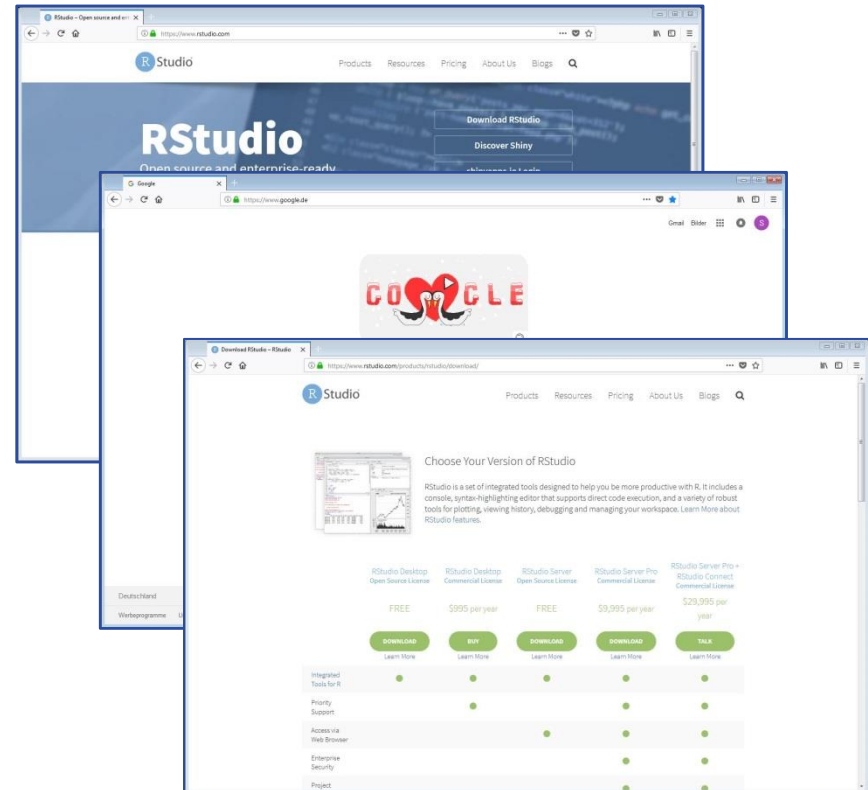 RStudio – Open source and ent
https://www.rstudio.com
R Studio
Products Resources Pricing About Us Blogs
RStudio
Open source and enterprise-ready
Download RStudio
Discover Shiny
shinyapps.io Login
G Google
https://www.google.de
Gmail Bilder S
GOOGLE
Deutschland
Werbeprogramme
Download RStudio – RStudio
https://www.rstudio.com/products/rstudio/download/
R Studio
Products Resources Pricing About Us Blogs
Choose Your Version of RStudio
RStudio is a set of integrated tools designed to help you be more productive with R. It includes a
console, syntax-highlighting editor that supports direct code execution, and a variety of robust
tools for plotting, viewing history, debugging and managing your workspace. Learn More about
RStudio features.
RStudio Desktop
Open Source License
FREE
DOWNLOAD
Learn More
RStudio Desktop
Commercial License
$995 per year
BUY
Learn More
RStudio Server
Open Source License
FREE
DOWNLOAD
Learn More
RStudio Server Pro
Commercial License
$9,995 per year
DOWNLOAD
Learn More
RStudio Server Pro +
RStudio Connect
Commercial License
$29,995 per
year
TALK
Learn More
Integrated
Tools for R
Priority
Support
Access via
Web Browser
Enterprise
Security
Project